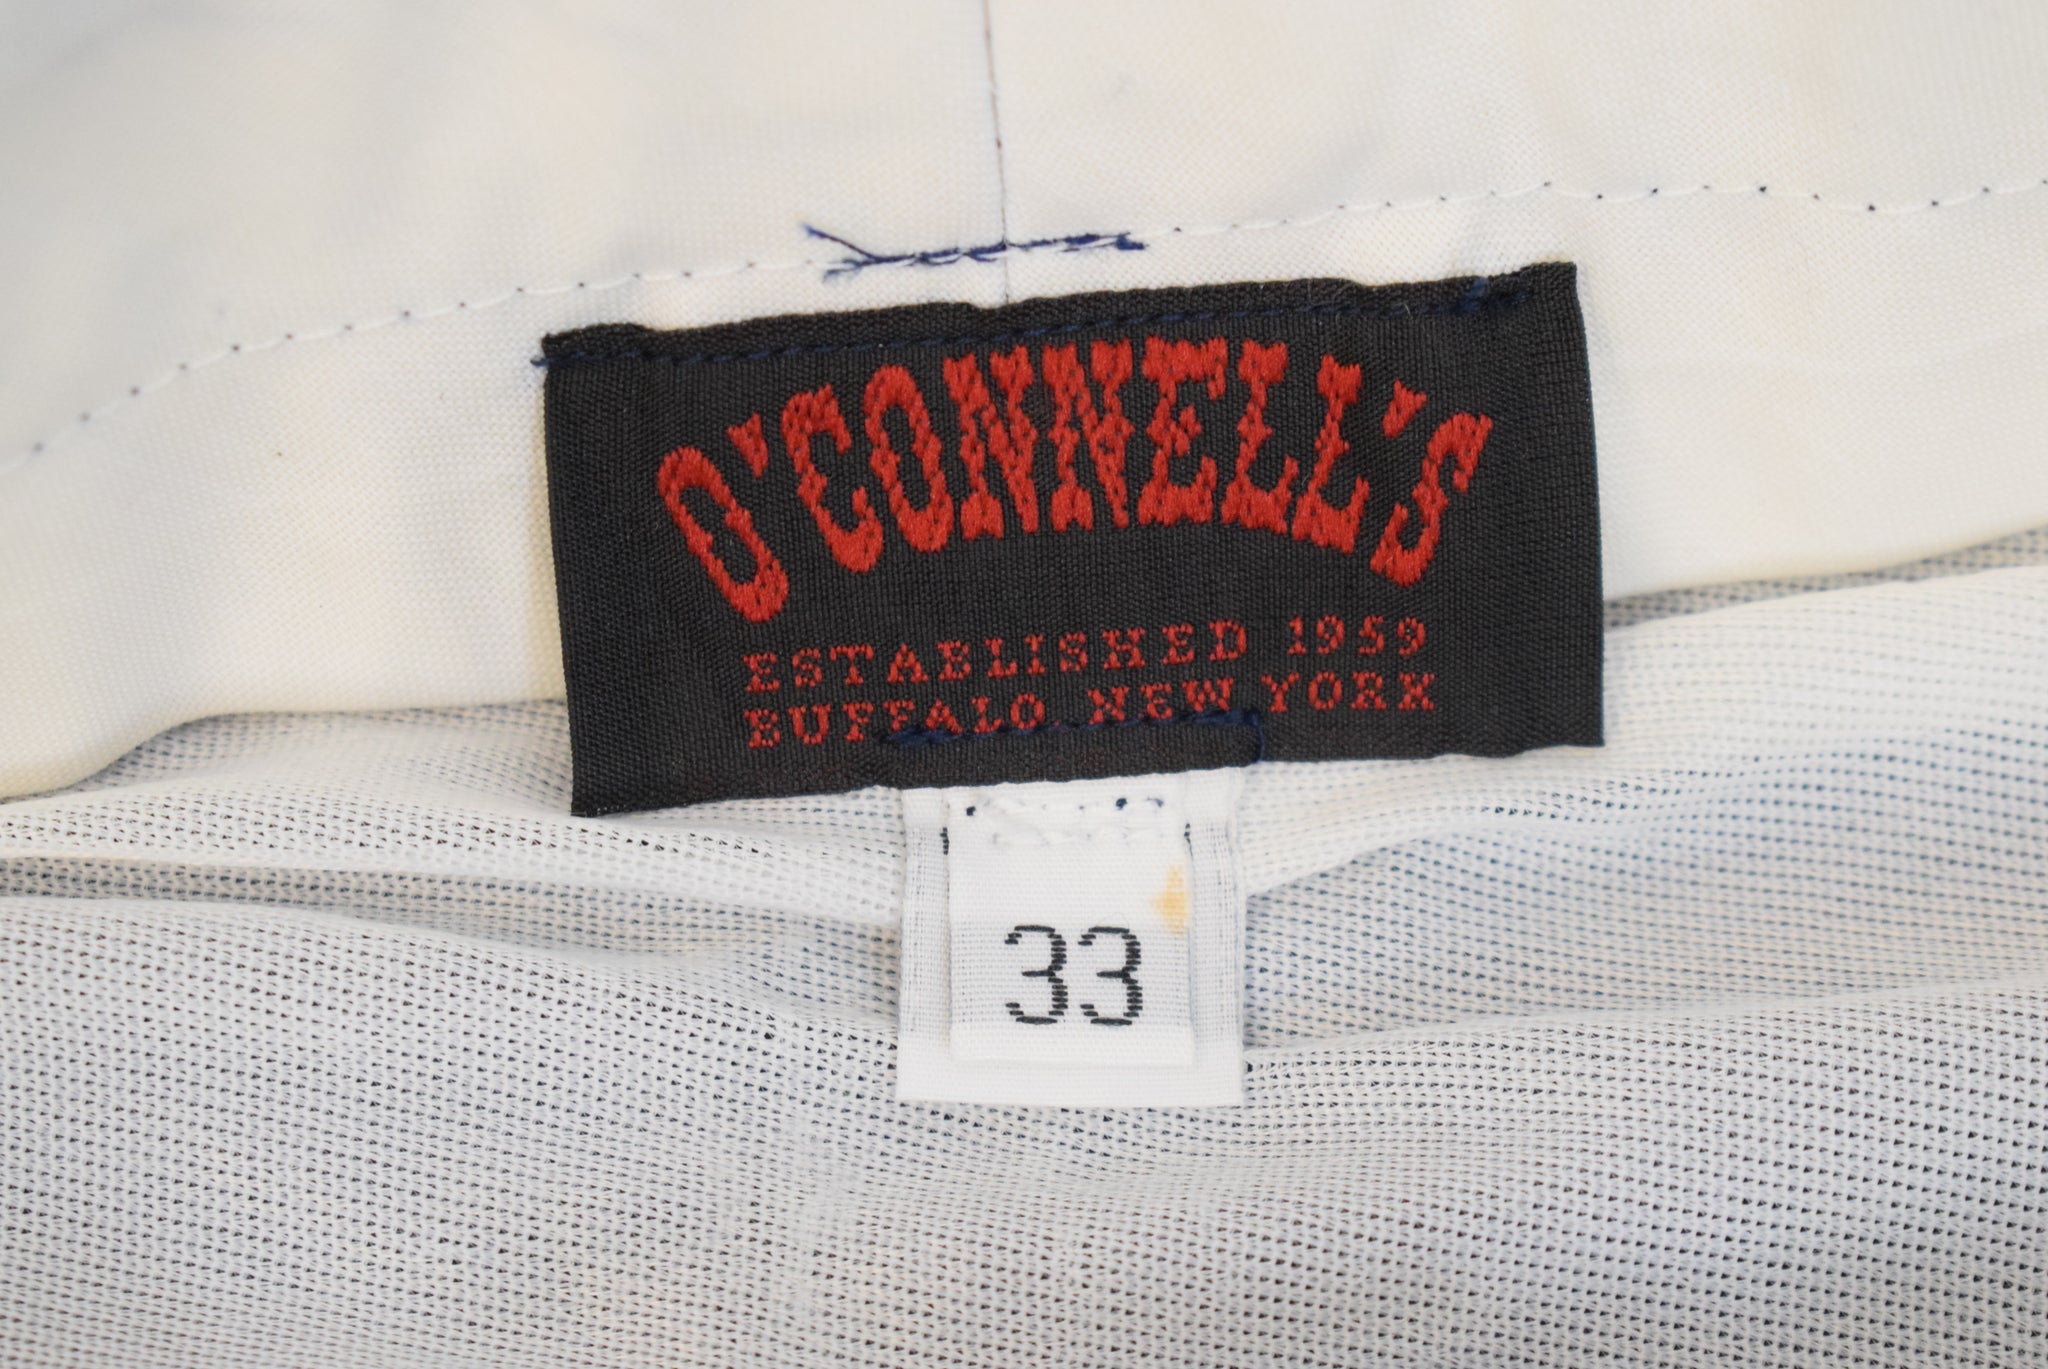 O'CONNELL'S
ESTABLISHED 1959
BUFFALO, NEW YORK
33